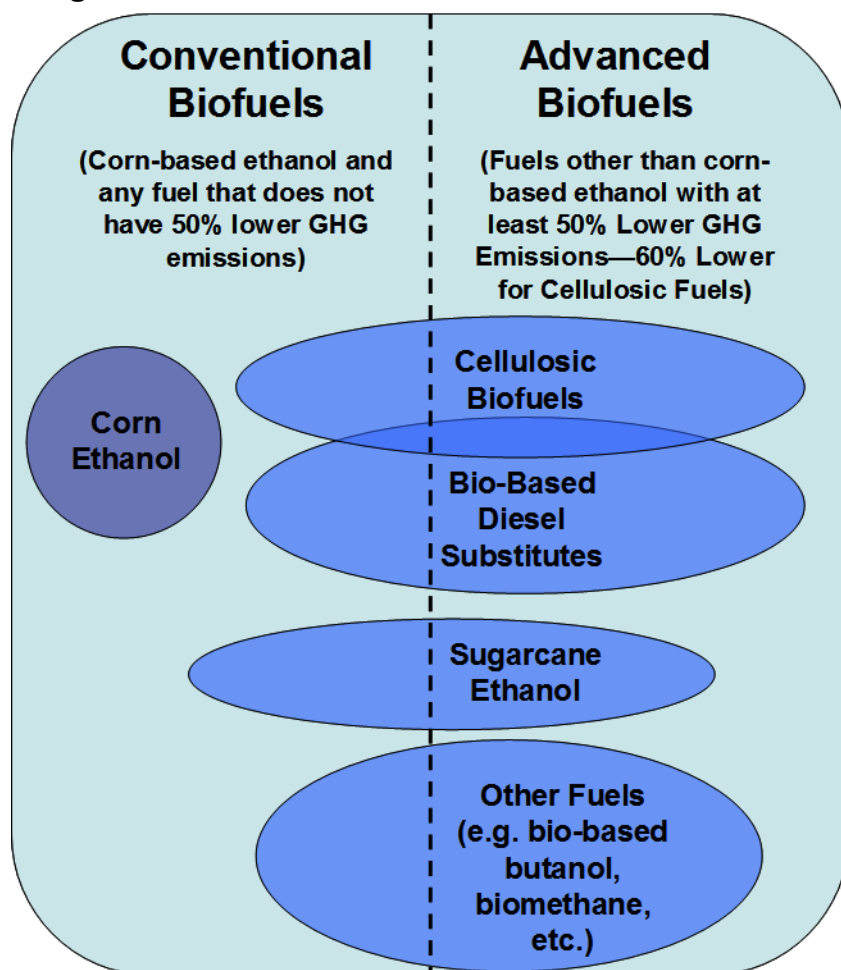 Conventional
Biofuels
(Corn-based ethanol and
any fuel that does not
have 50% lower GHG
emissions)
Advanced
Biofuels
(Fuels other than corn-
based ethanol with at
least 50% Lower GHG
Emissions—60% Lower
for Cellulosic Fuels)
Corn
Ethanol
Cellulosic
Biofuels
Bio-Based
Diesel
Substitutes
Sugarcane
Ethanol
Other Fuels
(e.g. bio-based
butanol,
biomethane,
etc.)